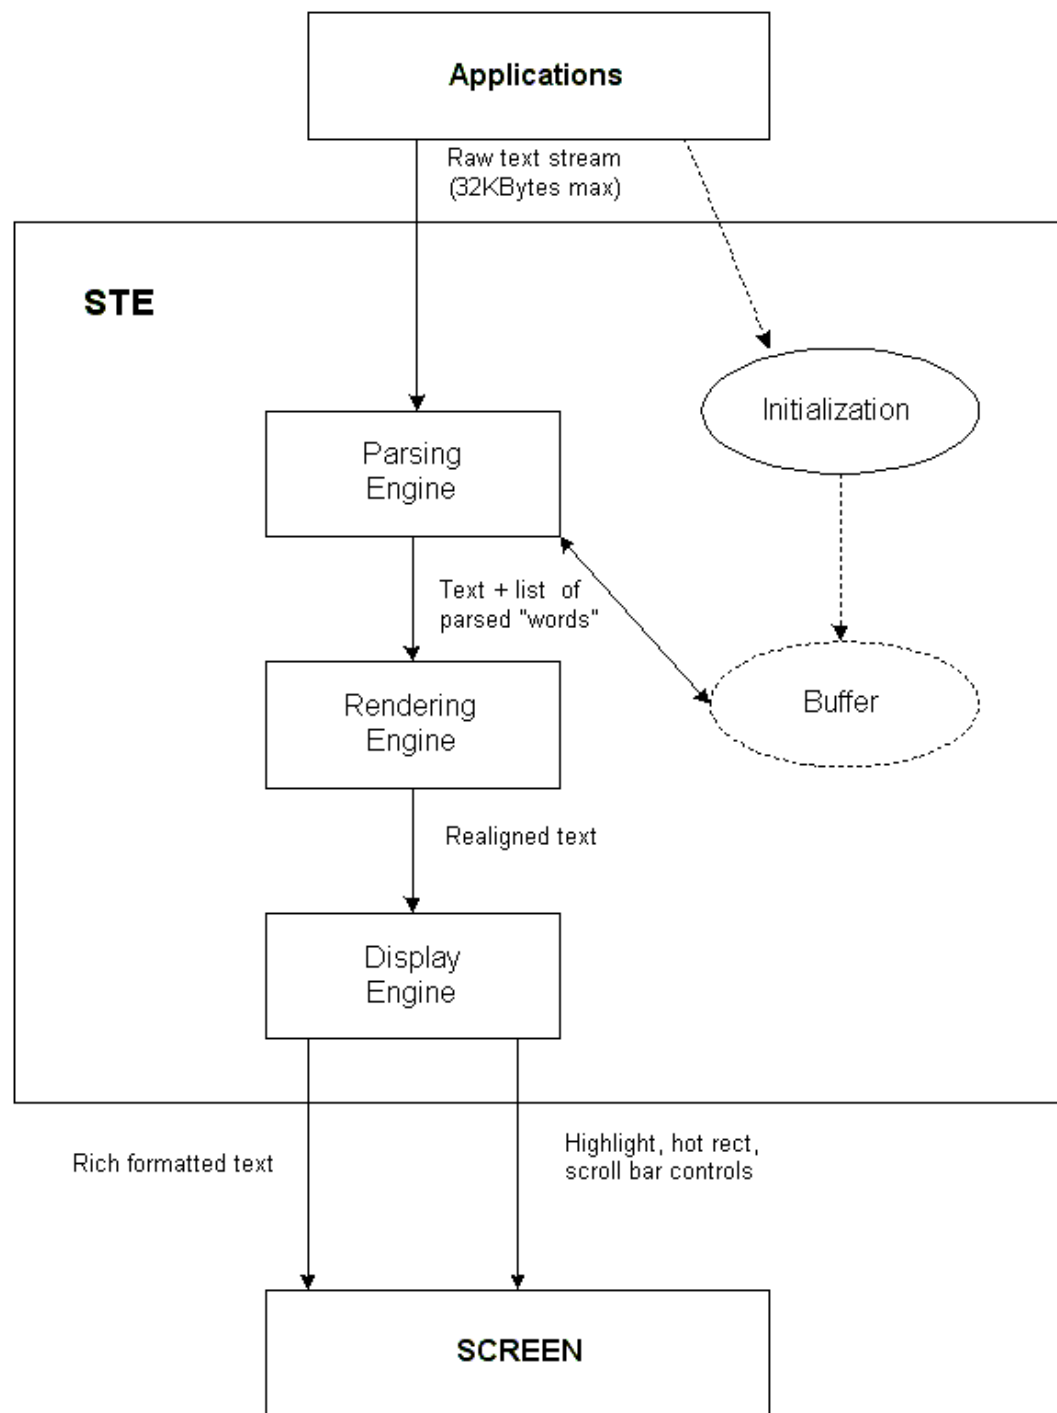 Applications
Raw text stream
(32KBytes max)
STE
Initialization
Parsing
Engine
Text + list of
parsed "words"
Rendering
Engine
Buffer
Realigned text
Display
Engine
Rich formatted text
Highlight, hot rect,
scroll bar controls
SCREEN